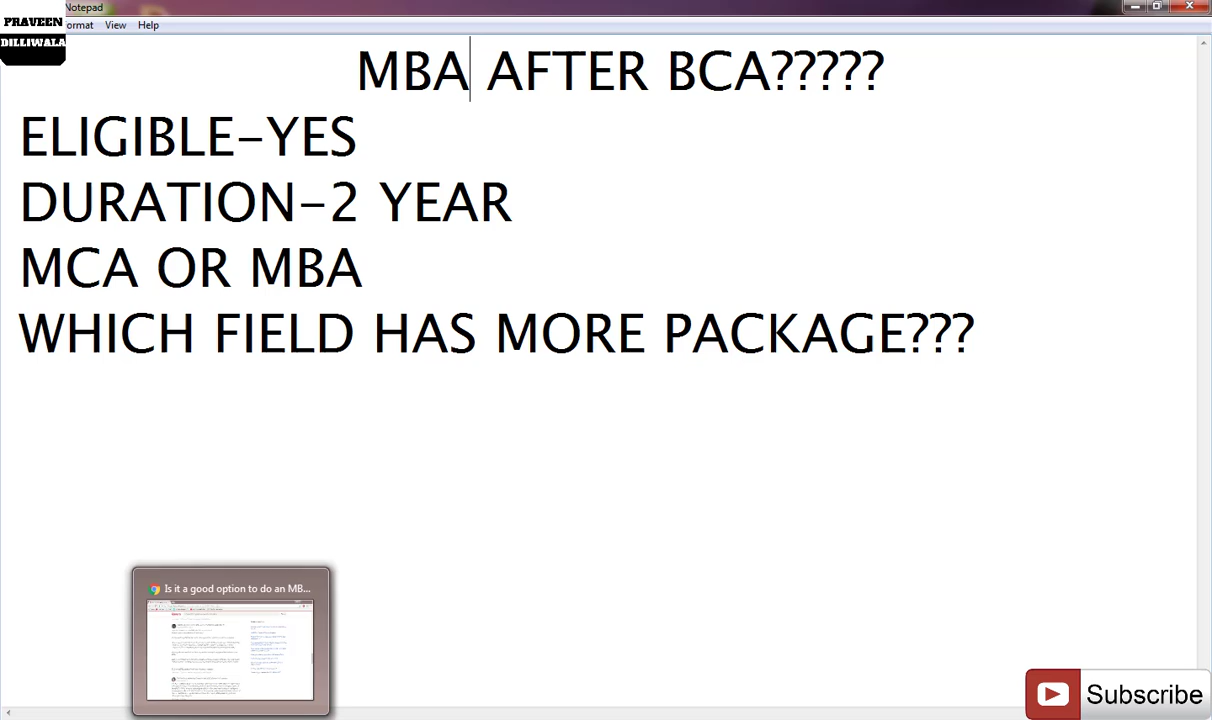 Notepad
PRAVEEN
DILLIWALA
ormat View Help
MBA AFTER BCA?????
ELIGIBLE-YES
DURATION-2 YEAR
MCA OR MBA
WHICH FIELD HAS MORE PACKAGE???
Is it a good option to do an MB...
Subscribe